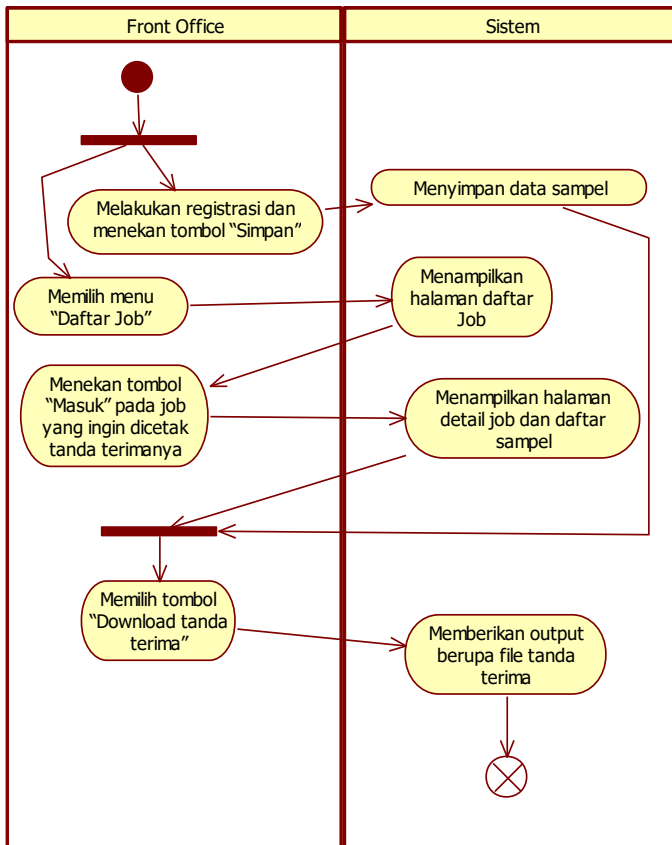 Front Office
Sistem
Melakukan registrasi dan
menekan tombol “Simpan”
Menyimpan data sampel
Memilih menu
“Daftar Job”
Menampilkan
halaman daftar
Job
Menekan tombol
“Masuk” pada job
yang ingin dicetak
tanda terimanya
Menampilkan halaman
detail job dan daftar
sampel
Memilih tombol
“Download tanda
terima”
Memberikan output
berupa file tanda
terima